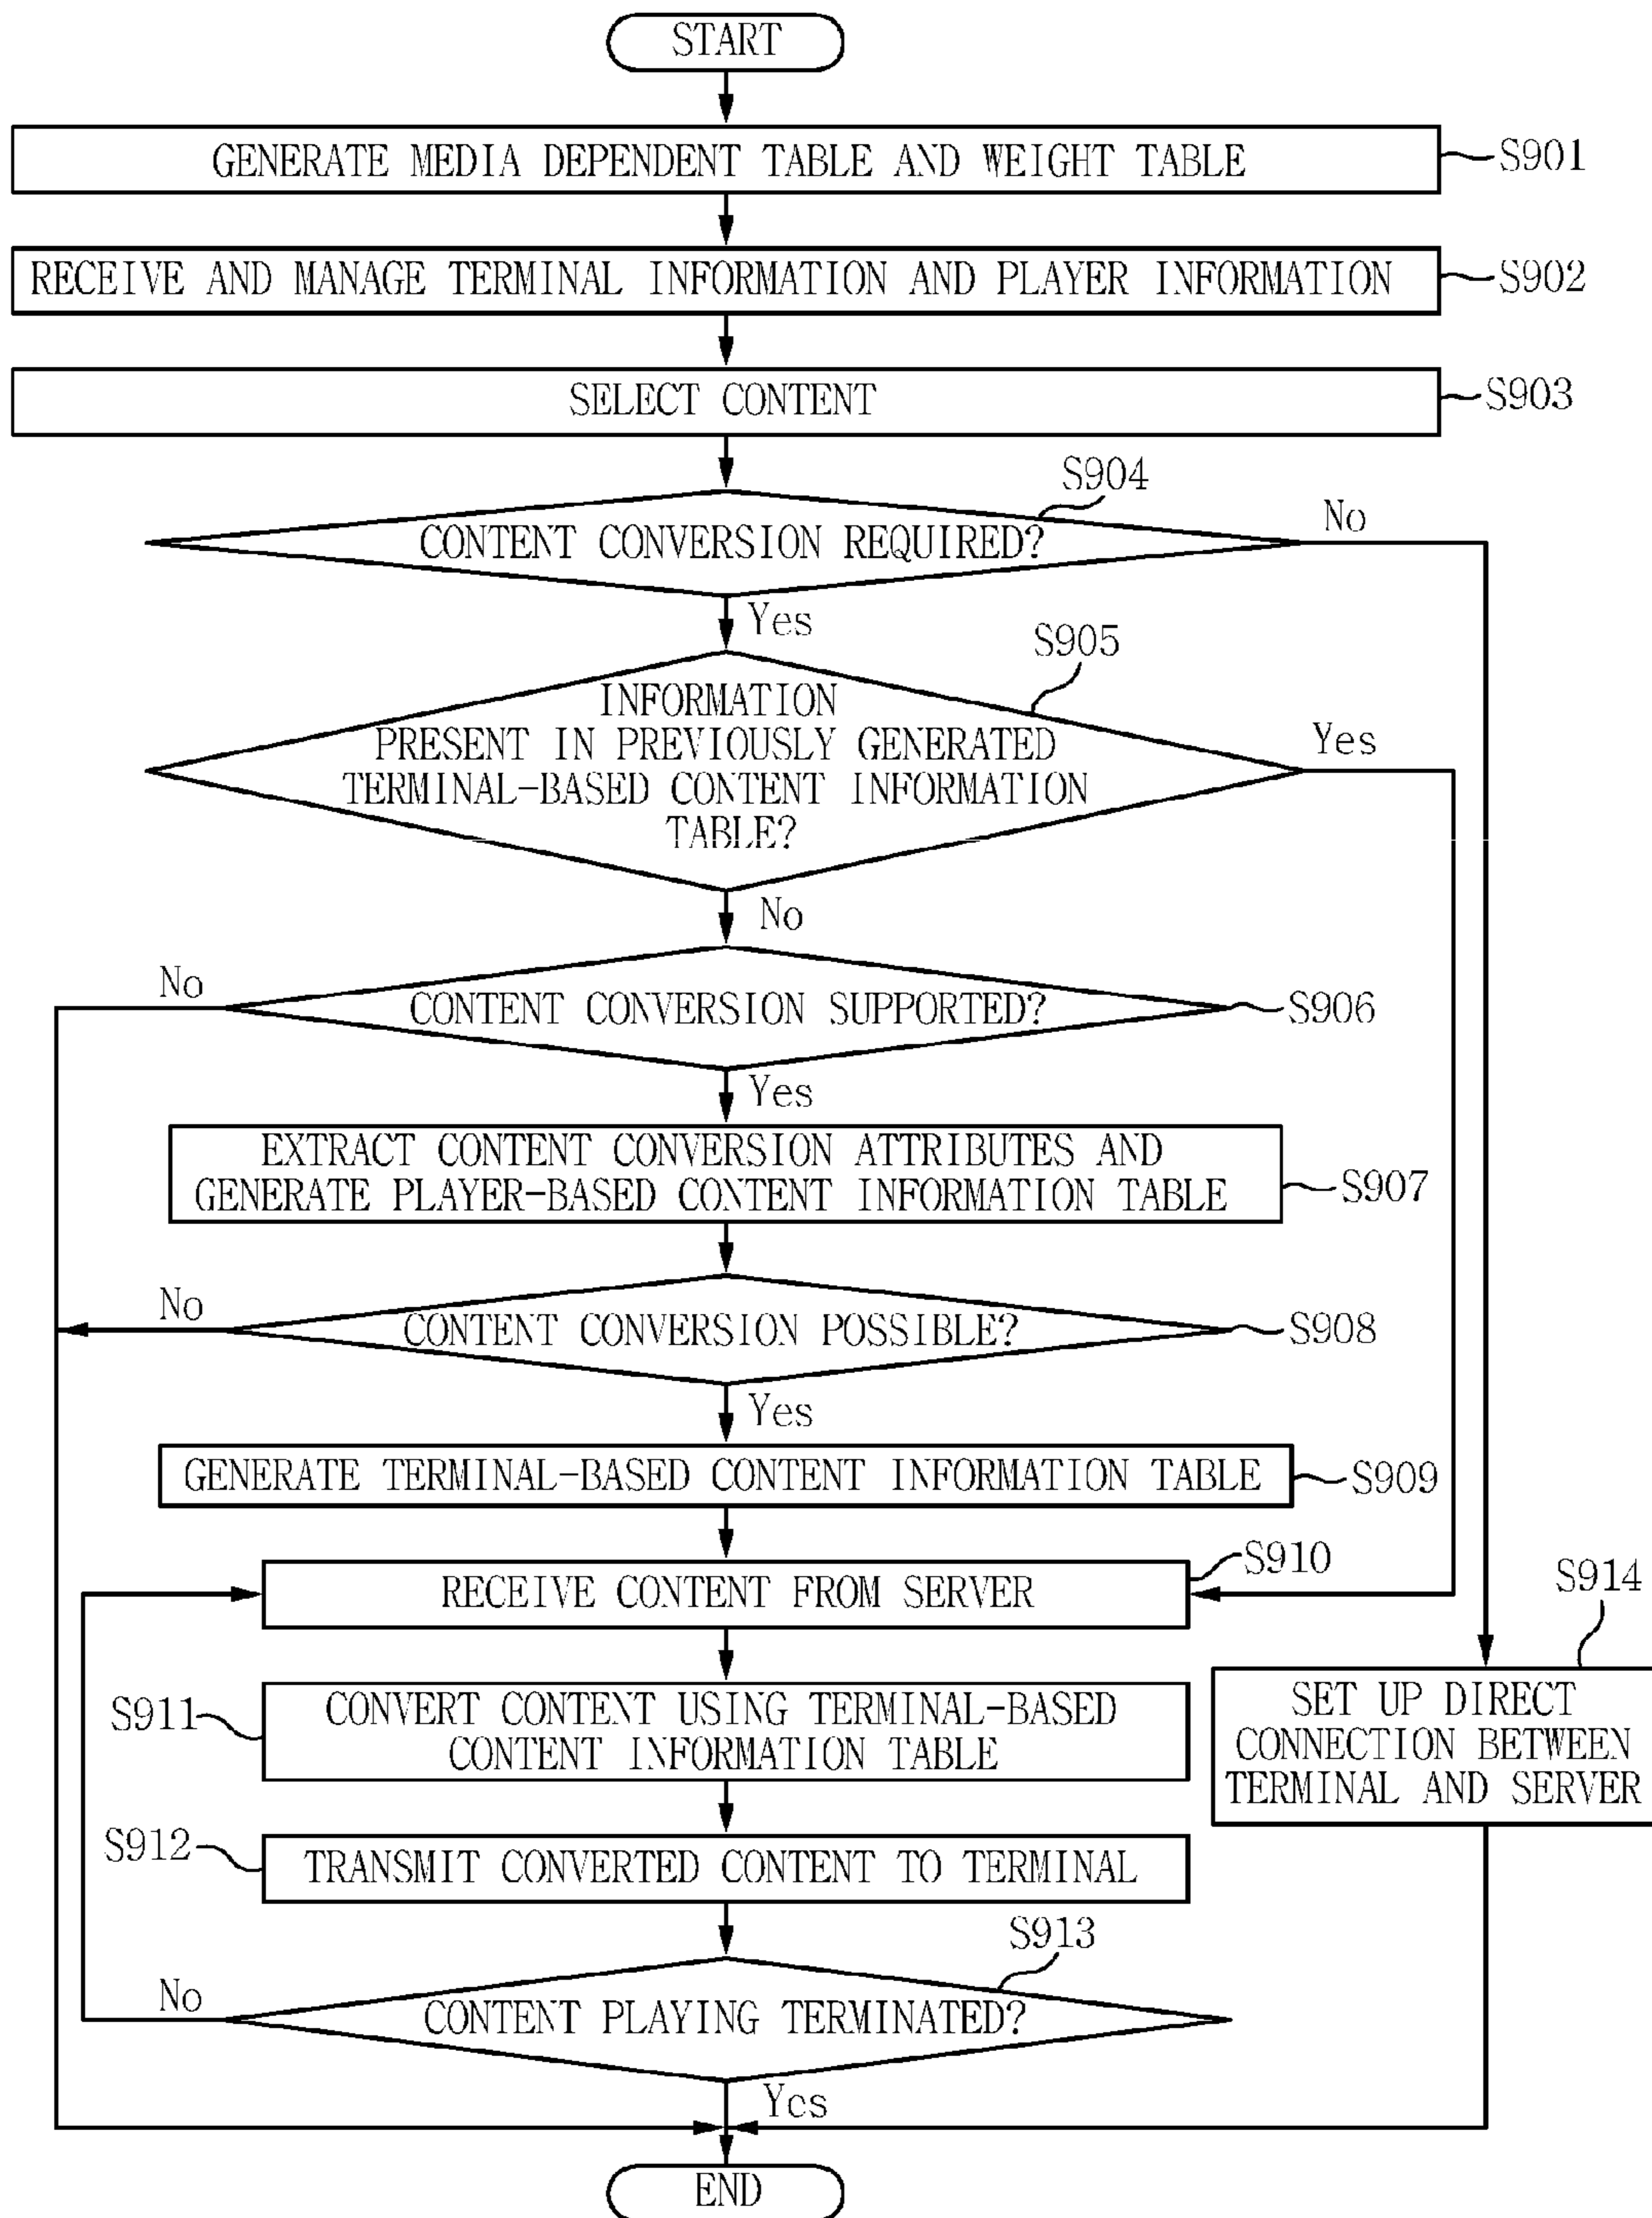 START
GENERATE MEDIA DEPENDENT TABLE AND WEIGHT TABLE
S901
RECEIVE AND MANAGE TERMINAL INFORMATION AND PLAYER INFORMATION
S902
SELECT CONTENT
S903
S904
CONTENT CONVERSION REQUIRED?
No
Yes
S905
INFORMATION
PRESENT IN PREVIOUSLY GENERATED
TERMINAL-BASED CONTENT INFORMATION
TABLE?
Yes
No
No
CONTENT CONVERSION SUPPORTED?
S906
Yes
EXTRACT CONTENT CONVERSION ATTRIBUTES AND
GENERATE PLAYER-BASED CONTENT INFORMATION TABLE
S907
No
CONTENT CONVERSION POSSIBLE?
S908
Yes
GENERATE TERMINAL-BASED CONTENT INFORMATION TABLE
S909
S910
RECEIVE CONTENT FROM SERVER
S914
SET UP DIRECT
CONNECTION BETWEEN
TERMINAL AND SERVER
S911
CONVERT CONTENT USING TERMINAL-BASED
CONTENT INFORMATION TABLE
S912
TRANSMIT CONVERTED CONTENT TO TERMINAL
S913
No
CONTENT PLAYING TERMINATED?
Yes
END